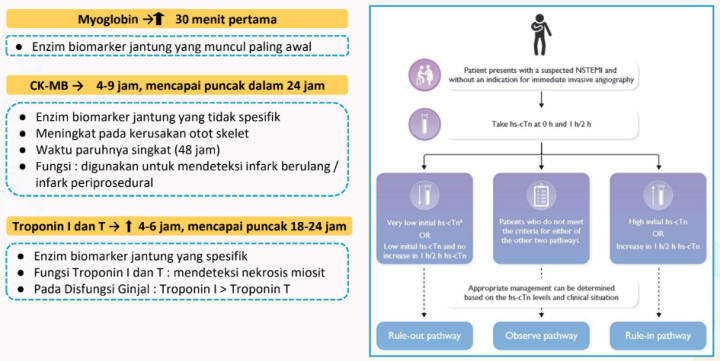 Myoglobin → 30 menit pertama
● Enzim biomarker jantung yang muncul paling awal
CK-MB → 4-9 jam, mencapai puncak dalam 24 jam
● Enzim biomarker jantung yang tidak spesifik
● Meningkat pada kerusakan otot skelet
● Waktu paruhnya singkat (48 jam)
● Fungsi : digunakan untuk mendeteksi infark berulang /
infark periprosedural
Troponin I dan T → 4-6 jam, mencapai puncak 18-24 jam
● Enzim biomarker jantung yang spesifik
● Fungsi Troponin I dan T : mendeteksi nekrosis miosit
● Pada Disfungsi Ginjal : Troponin I > Troponin T
Patient presents with a suspected NSTEMI and
without an indication for immediate invasive angiography
Take hs-cTn at 0 h and 1 h/2 h
Very low initial hs-cTnᵃ
OR
Low initial hs-cTn and no
increase in 1 h/2 h hs-cTn
Patients who do not meet
the criteria for either of
the other two pathways
High initial hs-cTn
OR
Increase in 1 h/2 h hs-cTn
Appropriate management can be determined
based on the hs-cTn levels and clinical situation
Rule-out pathway
Observe pathway
Rule-in pathway